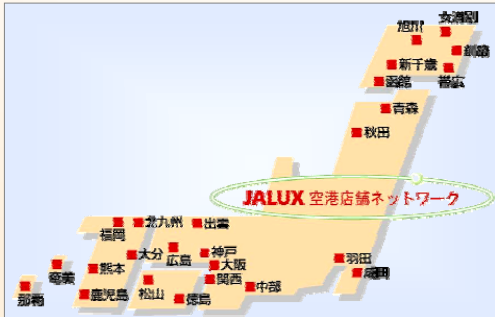 女満別
旭川
釧路
新千歳
帯広
函館
青森
秋田
JALUX 空港店舗ネットワーク
北九州
出雲
福岡
大分
広島
神戸
大阪
羽田
成田
奄美
熊本
関西
中部
那覇
鹿児島
松山
徳島